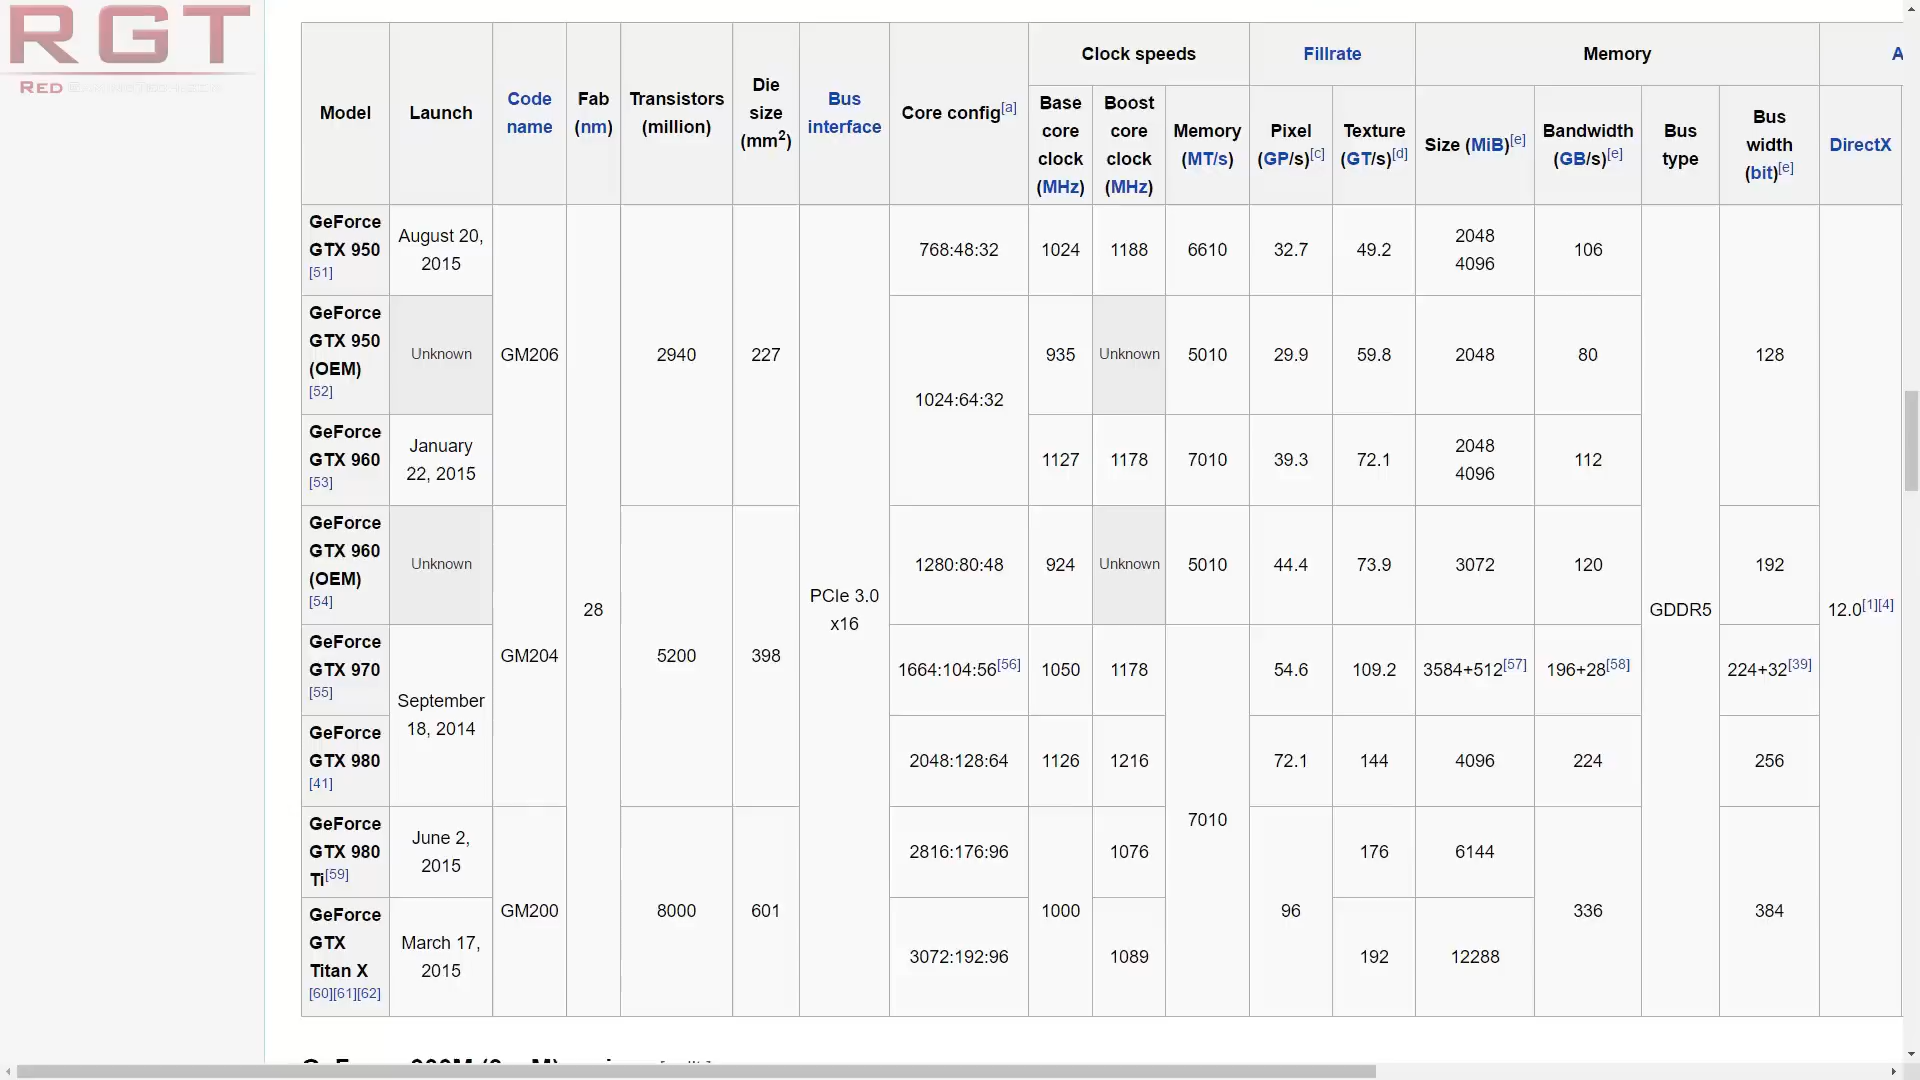 RGT
RED
Model
Launch
Code
name
Fab
(nm)
Transistors
(million)
Die
size
(mm2)
Bus
interface
Core config[a]
Clock speeds
Fillrate
Memory
A
Base
core
clock
(MHz)
Boost
core
clock
(MHz)
Memory
(MT/s)
Pixel
(GP/s)[c]
Texture
(GT/s)[d]
Size (MiB)[e]
Bandwidth
(GB/s)[e]
Bus
type
Bus
width
(bit)[e]
DirectX
GeForce
GTX 950
[51]
August 20,
2015
GM206
28
2940
227
PCIe 3.0
x16
768:48:32
1024
1188
6610
32.7
49.2
2048
4096
106
GDDR5
128
12.0[1][4]
GeForce
GTX 950
(OEM)
[52]
Unknown
1024:64:32
935
Unknown
5010
29.9
59.8
2048
80
GeForce
GTX 960
[53]
January
22, 2015
1127
1178
7010
39.3
72.1
2048
4096
112
GeForce
GTX 960
(OEM)
[54]
Unknown
GM204
5200
398
1280:80:48
924
Unknown
5010
44.4
73.9
3072
120
192
GeForce
GTX 970
[55]
September
18, 2014
1664:104:56[56]
1050
1178
7010
54.6
109.2
3584+512[57]
196+28[58]
224+32[39]
GeForce
GTX 980
[41]
2048:128:64
1126
1216
72.1
144
4096
224
256
GeForce
GTX 980
Ti[59]
June 2,
2015
GM200
8000
601
2816:176:96
1000
1076
96
176
6144
336
384
GeForce
GTX
Titan X
[60][61][62]
March 17,
2015
3072:192:96
1089
192
12288